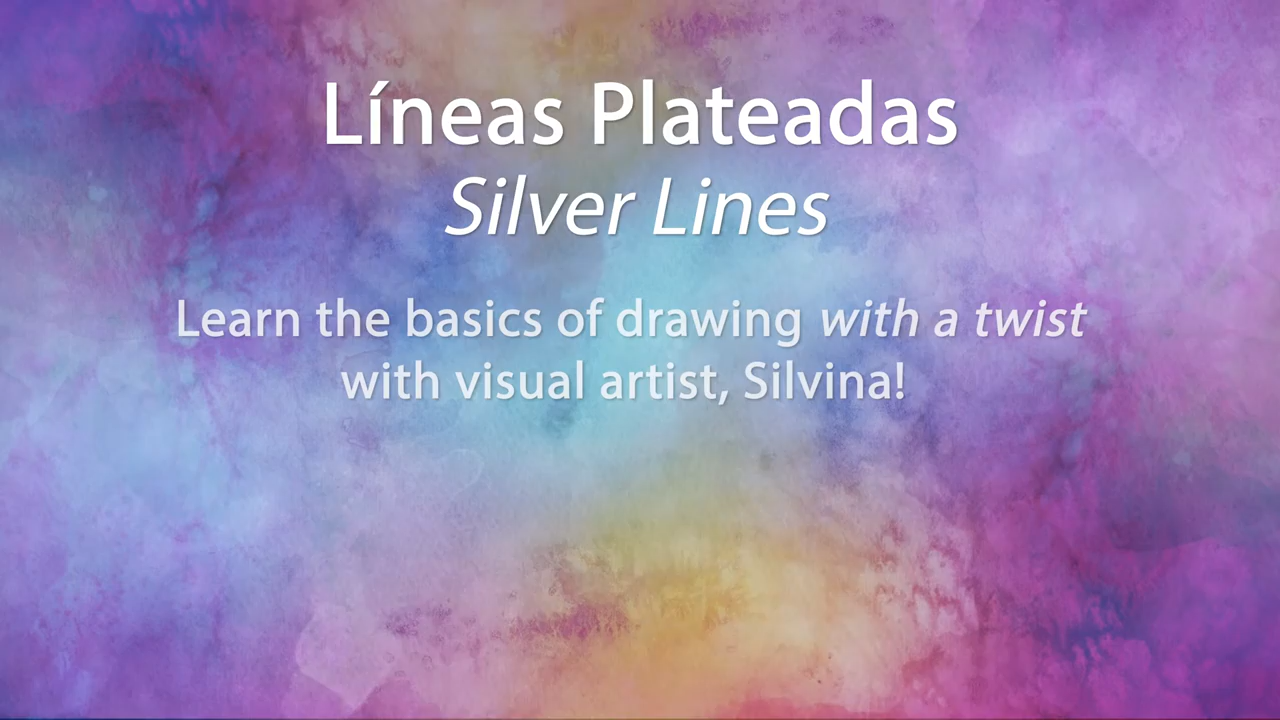 Líneas Plateadas
Silver Lines
Learn the basics of drawing with a twist
with visual artist, Silvina!